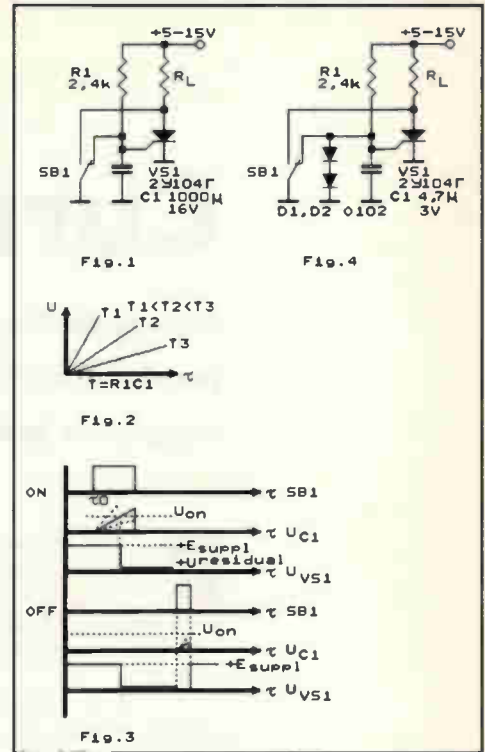 +5-15V
R1
2,4k
RL
SB1
VS1
2У104Г
C1 1000М
16V
Fig.1
+5-15V
R1
2,4k
RL
SB1
VS1
2У104Г
D1,D2 0102 C1 4,7М
3V
Fig.4
U
T1 T1<T2<T3
T2
T3
T=R1C1 τ
Fig.2
ON
τ SB1
τ0
Uon
τ UC1
+Esuppl
+Uresidual
τ UVS1
OFF
τ SB1
Uon
τ UC1
+Esuppl
τ UVS1
Fig.3